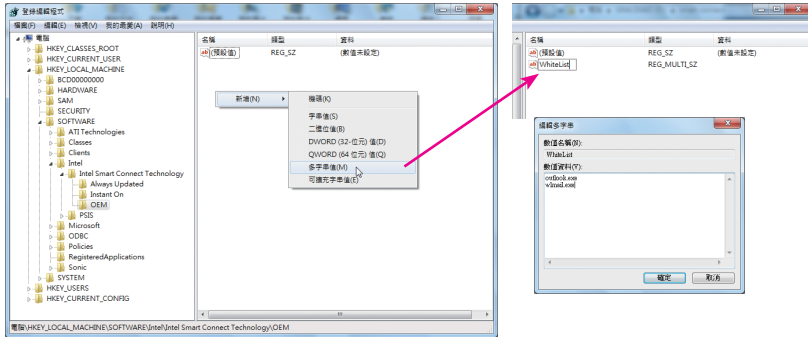 登錄編輯程式
檔案(F) 編輯(E) 檢視(V) 我的最愛(A) 說明(H)
電腦
HKEY_CLASSES_ROOT
HKEY_CURRENT_USER
HKEY_LOCAL_MACHINE
BCD00000000
HARDWARE
SAM
SECURITY
SOFTWARE
ATI Technologies
Classes
Clients
Intel
Intel Smart Connect Technology
Always Updated
Instant On
OEM
PSIS
Microsoft
ODBC
Policies
RegisteredApplications
Sonic
SYSTEM
HKEY_USERS
HKEY_CURRENT_CONFIG
名稱 類型 資料
(預設值) REG_SZ (數值未設定)
新增(N)
機碼(K)
字串值(S)
二進位值(B)
DWORD (32-位元) 值(D)
QWORD (64 位元) 值(Q)
多字串值(M)
可擴充字串值(E)
電腦\HKEY_LOCAL_MACHINE\SOFTWARE\Intel\Intel Smart Connect Technology\OEM
名稱 類型 資料
(預設值) REG_SZ (數值未設定)
WhiteList REG_MULTI_SZ
編輯多字串
數值名稱(N):
WhiteList
數值資料(V):
outlook.exe
wlmail.exe
確定 取消